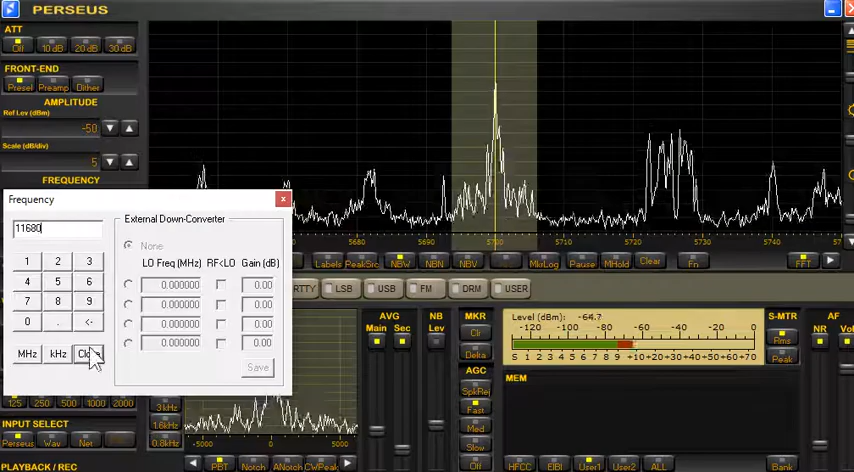 PERSEUS
ATT
Off 10 dB 20 dB 30 dB
FRONT-END
Presel Preamp Dither
AMPLITUDE
Ref Lev (dBm)
-50
Scale (dB/div)
5
FREQUENCY
Frequency
11680
1 2 3
4 5 6
7 8 9
0 . <-
MHz kHz
External Down-Converter
None
LO Freq (MHz) RF<LO Gain (dB)
0.000000 0.00
0.000000 0.00
0.000000 0.00
0.000000 0.00
Save
5690 5700 5710 5720 5730 5740
Labels PeakSrc NBW NBN NBV MkrLog Pause MHold Clear Fn FFT
RTTY LSB USB FM DRM USER
AVG
Main Sec
NB
Lev
MKR
Clr
Delta
AGC
SpkRej
Fast
Med
Slow
Off
Level (dBm): -64.7
-120 -100 -80 -60 -40 -20 0
S 1 2 3 4 5 6 7 8 9 +10 +20 +30 +40 +50 +60
S-MTR
Rms
Peak
AF
NR
MEM
125 250 500 1000 2000
3 kHz
1.6kHz
0.8kHz
-5000 0 5000
INPUT SELECT
Perseus Wav Net
PLAYBACK / REC
PBT Notch ANotch CWPeak
HFCC EIBI User1 User2 ALL Bank